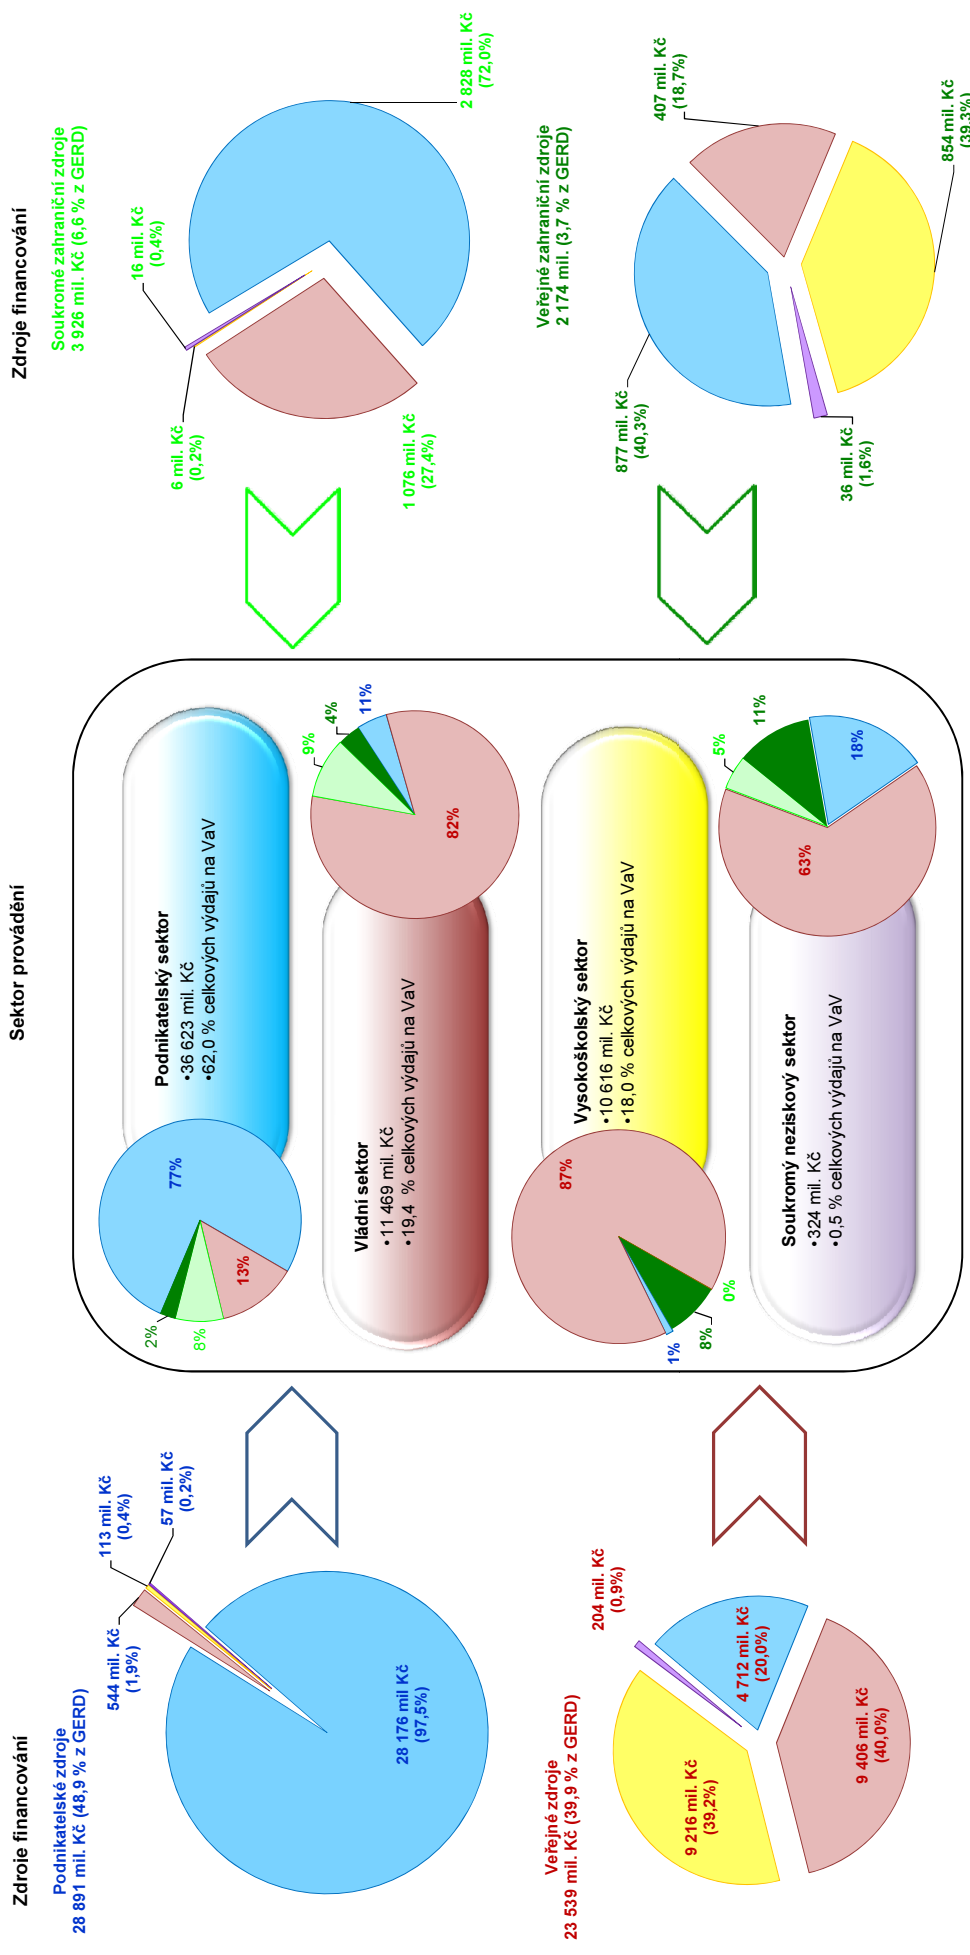 Zdroie financování
Podnikatelské zdroje
28 891 mil. Kč (48,9 % z GERD)
544 mil. Kč
(1,9%)
113 mil. Kč
(0,4%)
57 mil. Kč
(0,2%)
28 176 mil Kč
(97,5%)
Veřejné zdroje
23 539 mil. Kč (39,9 % z GERD)
204 mil. Kč
(0,9%)
4 712 mil. Kč
(20,0%)
9 216 mil. Kč
(39,2%)
9 406 mil. Kč
(40,0%)
Sektor provádění
Podnikatelský sektor
•36 623 mil. Kč
•62,0 % celkových výdajů na VaV
77%
2%
8%
13%
Vládní sektor
•11 469 mil. Kč
•19,4 % celkových výdajů na VaV
9%
4%
11%
82%
Vysokoškolský sektor
•10 616 mil. Kč
•18,0 % celkových výdajů na VaV
87%
1%
8%
0%
Soukromý neziskový sektor
•324 mil. Kč
•0,5 % celkových výdajů na VaV
5%
11%
18%
63%
Zdroje financování
Soukromé zahraniční zdroje
3 926 mil. Kč (6,6 % z GERD)
16 mil. Kč
(0,4%)
6 mil. Kč
(0,2%)
2 828 mil. Kč
(72,0%)
1 076 mil. Kč
(27,4%)
Veřejné zahraniční zdroje
2 174 mil. (3,7 % z GERD)
407 mil. Kč
(18,7%)
877 mil. Kč
(40,3%)
36 mil. Kč
(1,6%)
854 mil. Kč
(39,3%)